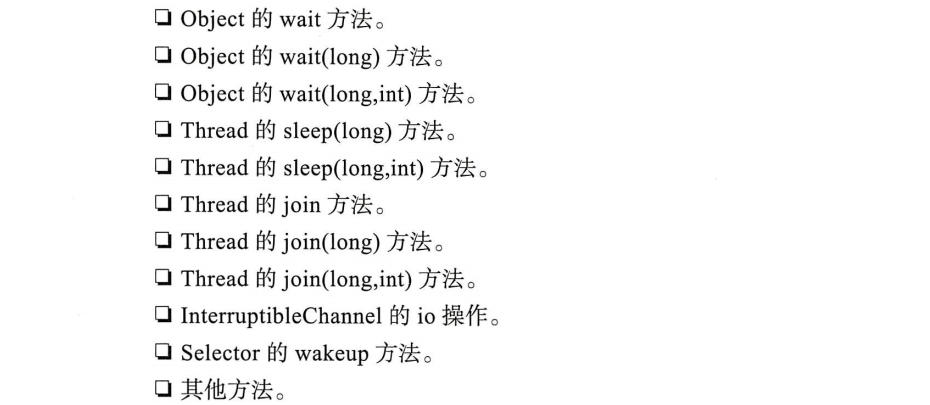 ❏ Object 的 wait 方法。
❏ Object 的 wait(long) 方法。
❏ Object 的 wait(long,int) 方法。
❏ Thread 的 sleep(long) 方法。
❏ Thread 的 sleep(long,int) 方法。
❏ Thread 的 join 方法。
❏ Thread 的 join(long) 方法。
❏ Thread 的 join(long,int) 方法。
❏ InterruptibleChannel 的 io 操作。
❏ Selector 的 wakeup 方法。
❏ 其他方法。